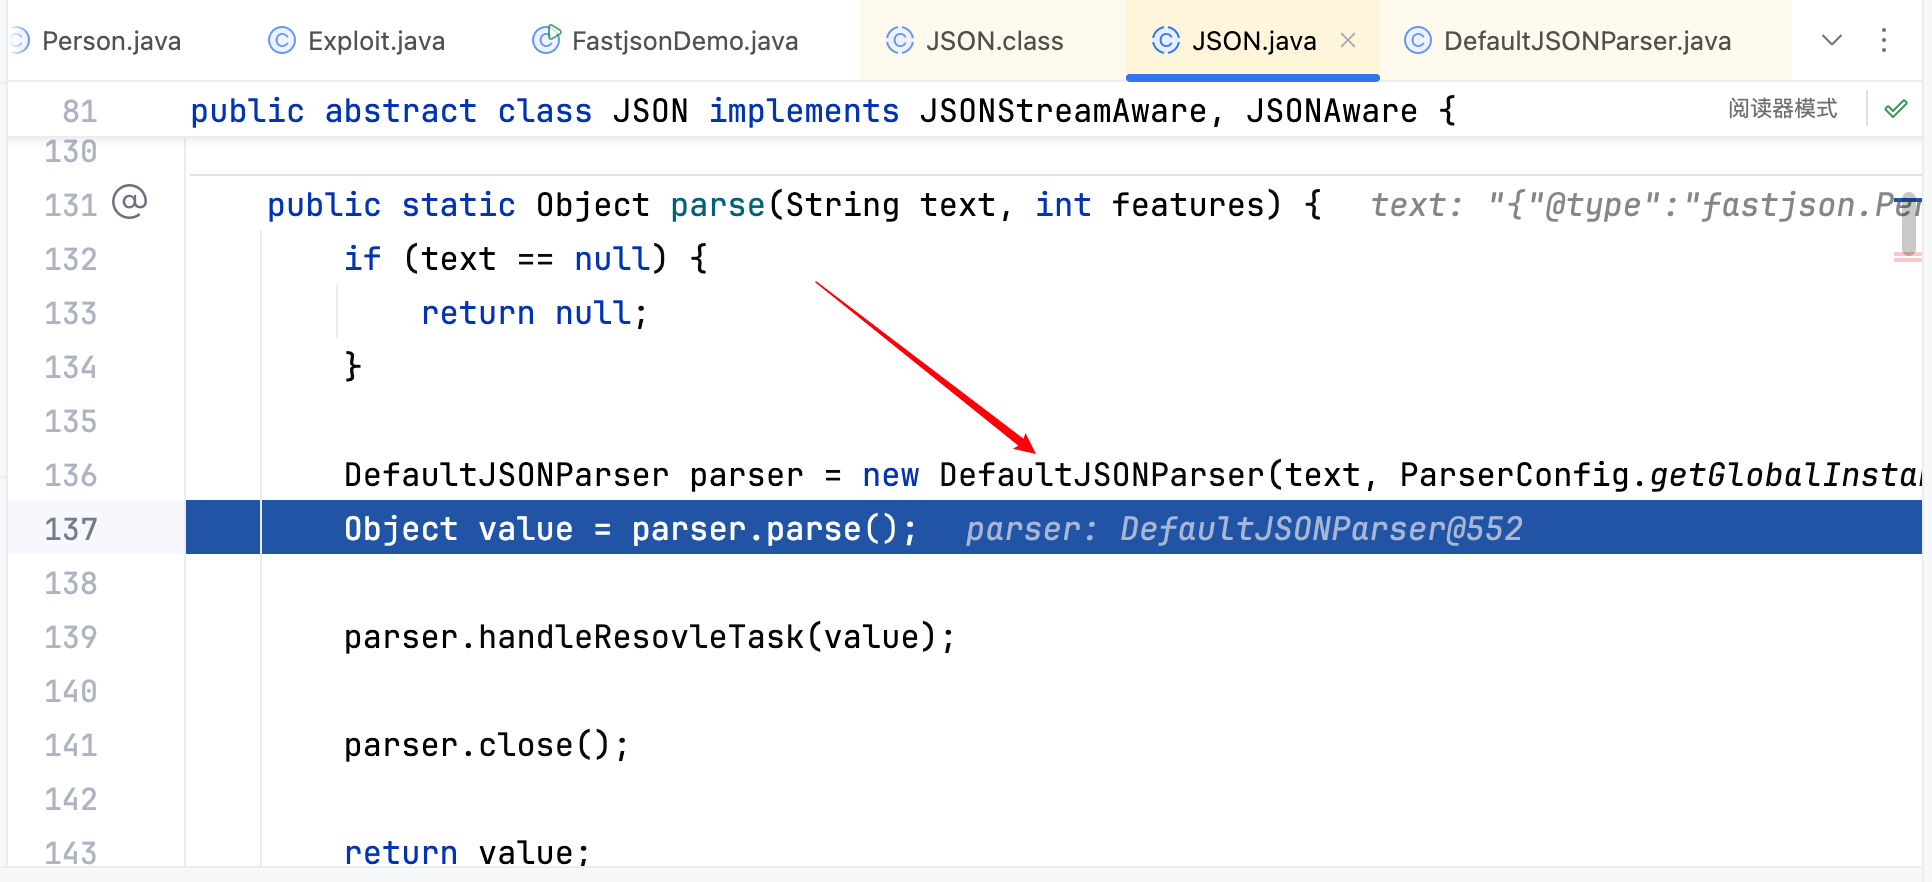 Person.java Exploit.java FastjsonDemo.java JSON.class JSON.java DefaultJSONParser.java
81 public abstract class JSON implements JSONStreamAware, JSONAware { 阅读器模式
130
131 @ public static Object parse(String text, int features) { text: "{"@type":"fastjson.Per
132 if (text == null) {
133 return null;
134 }
135
136 DefaultJSONParser parser = new DefaultJSONParser(text, ParserConfig.getGlobalInsta
137 Object value = parser.parse(); parser: DefaultJSONParser@552
138
139 parser.handleResovleTask(value);
140
141 parser.close();
142
143 return value;